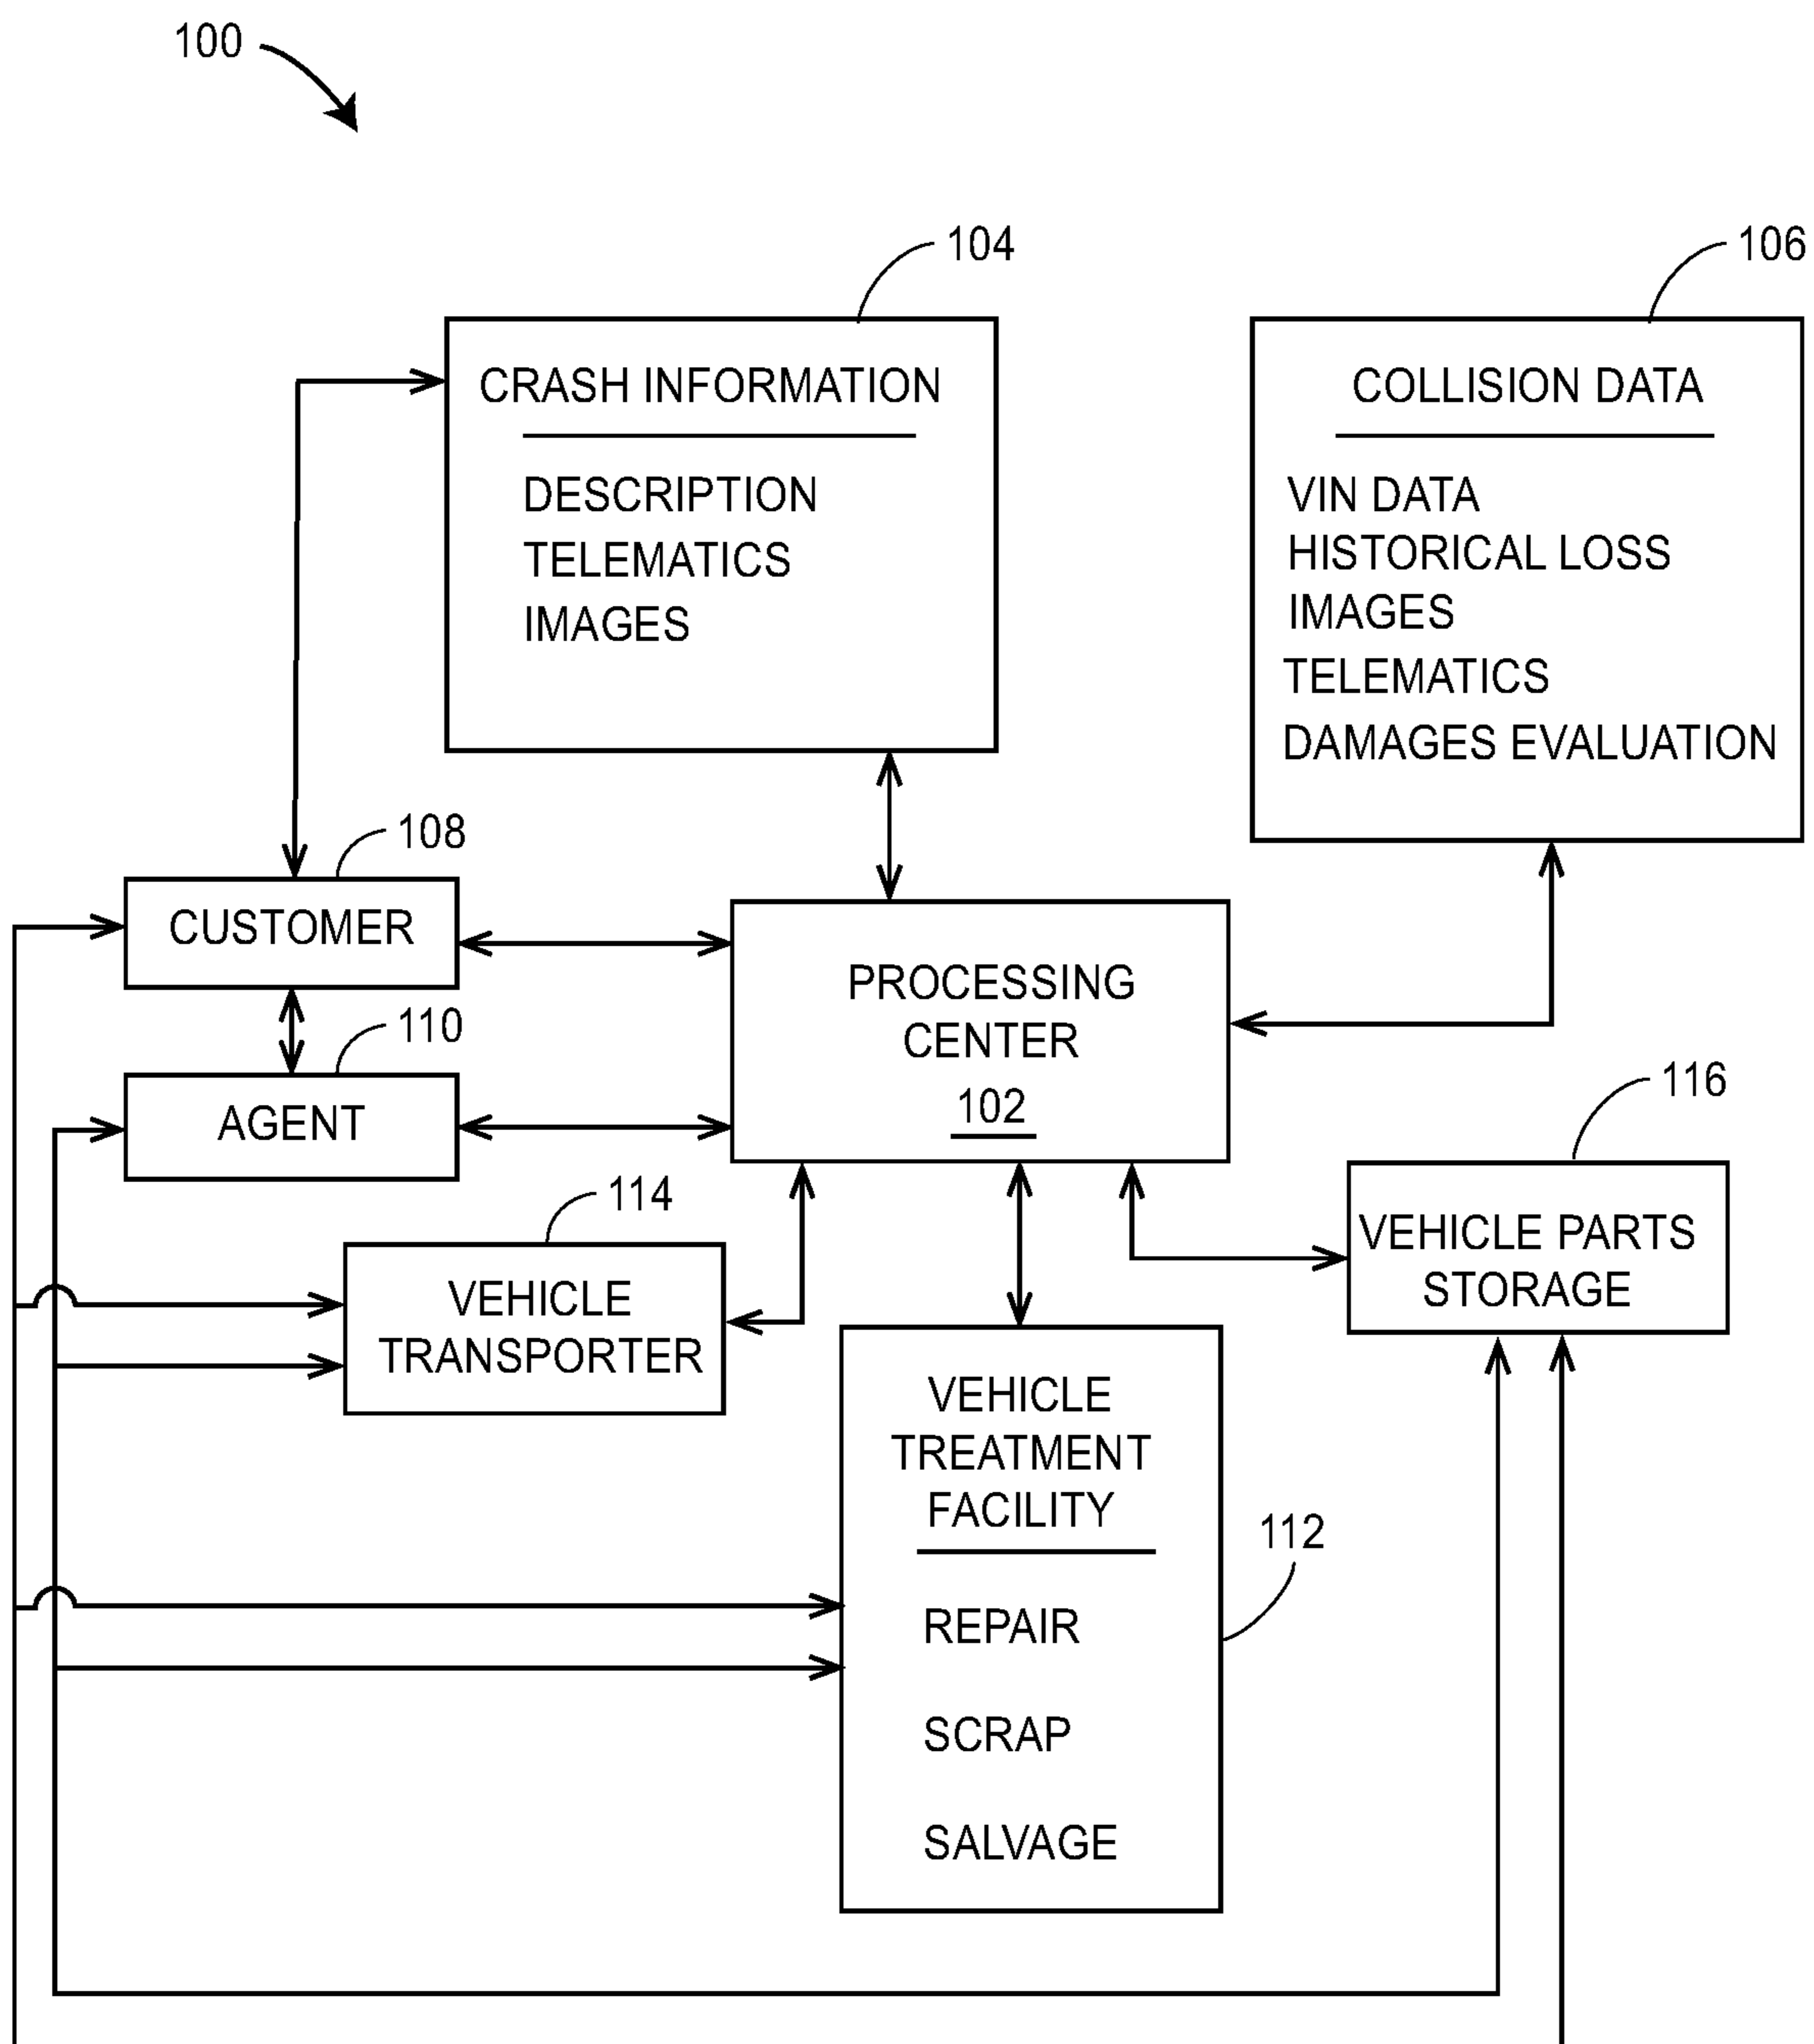 100
104
106
CRASH INFORMATION
DESCRIPTION
TELEMATICS
IMAGES
COLLISION DATA
VIN DATA
HISTORICAL LOSS
IMAGES
TELEMATICS
DAMAGES EVALUATION
108
CUSTOMER
110
AGENT
PROCESSING
CENTER
102
116
VEHICLE PARTS
STORAGE
114
VEHICLE
TRANSPORTER
VEHICLE
TREATMENT
FACILITY
REPAIR
SCRAP
SALVAGE
112